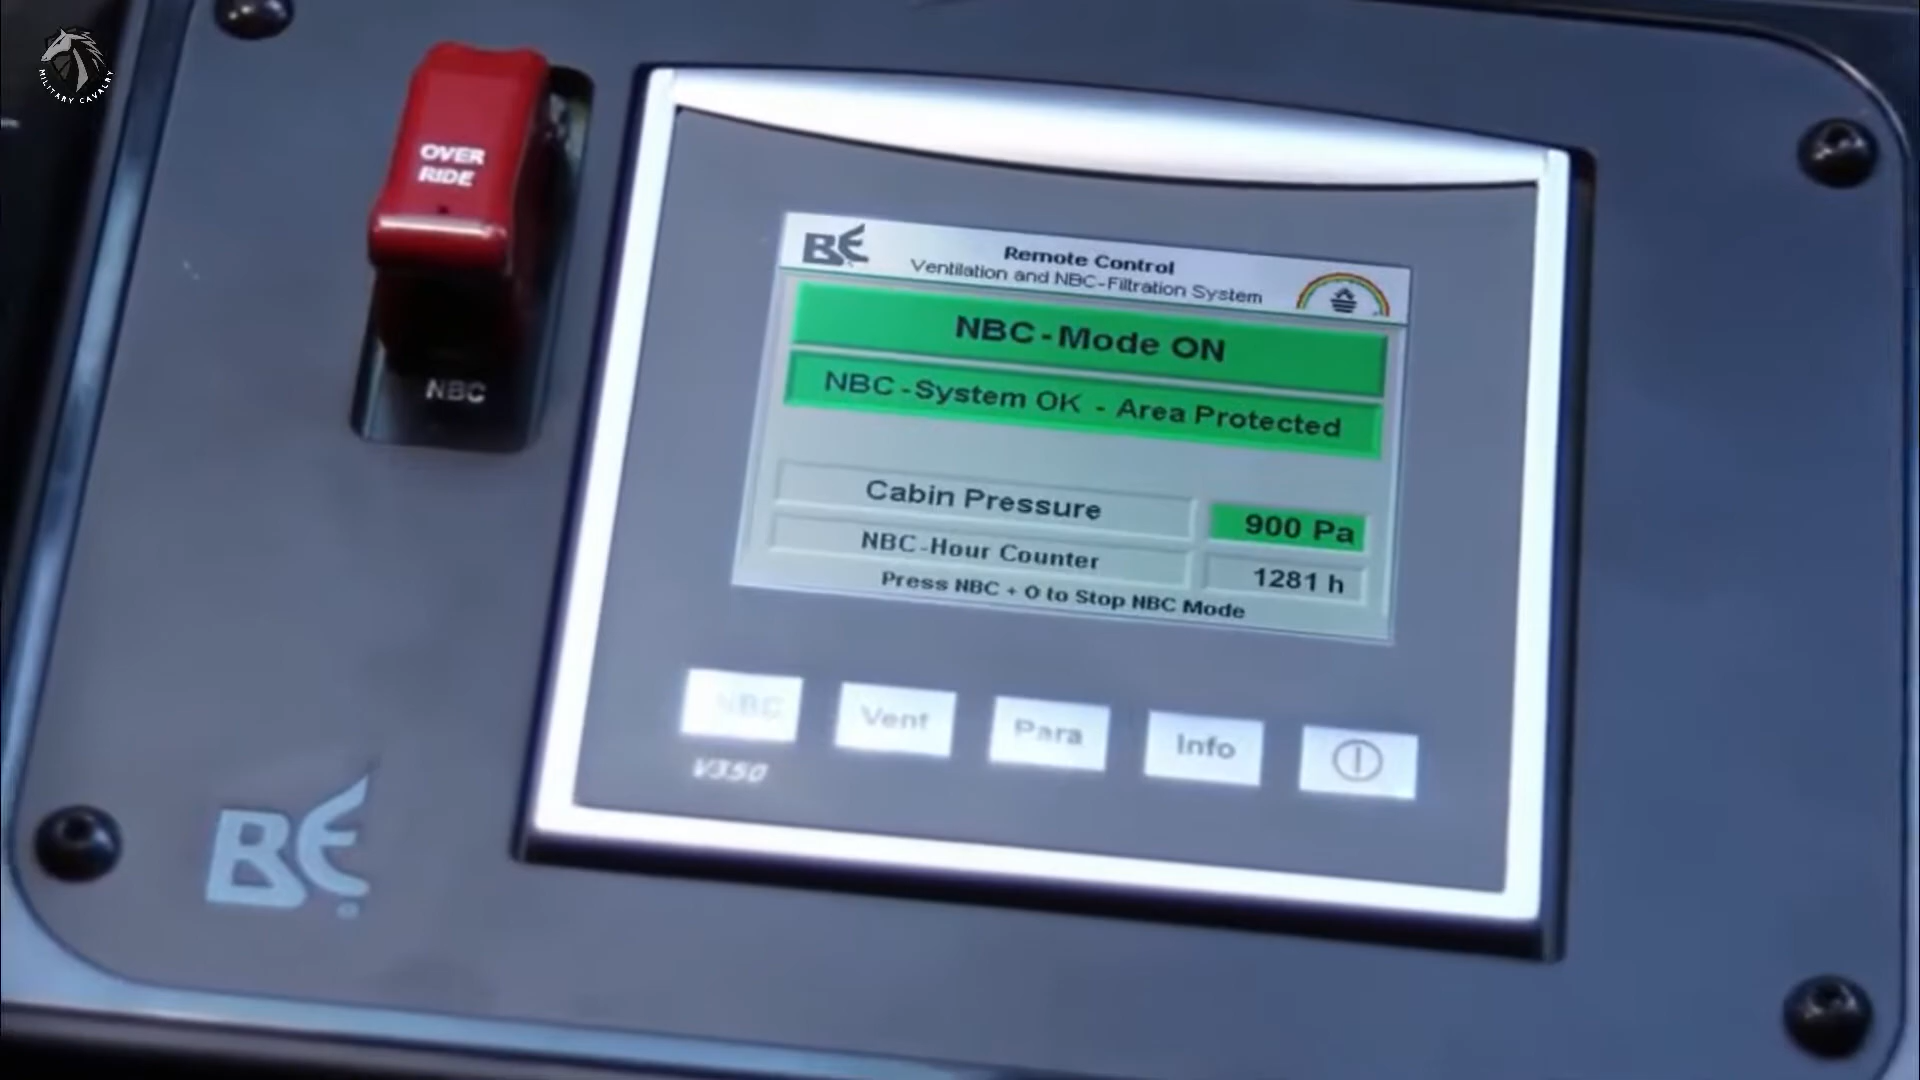 MILITARY CAVALRY
OVER
RIDE
NBC
BE
Remote Control
Ventilation and NBC-Filtration System
NBC-Mode ON
NBC-System OK - Area Protected
Cabin Pressure 900 Pa
NBC-Hour Counter 1281 h
Press NBC + O to Stop NBC Mode
NBC Vent Para Info
V350
BE